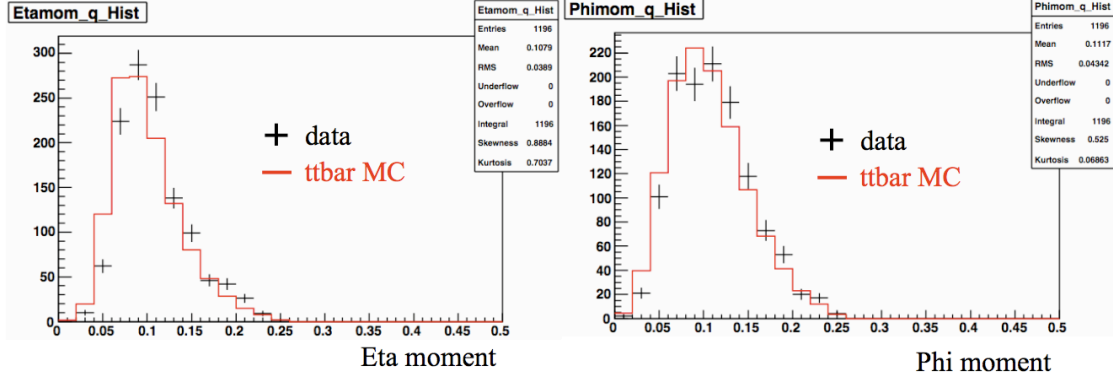 Etamom_q_Hist
Etamom_q_Hist
Entries 1196
Mean 0.1079
RMS 0.0389
Underflow 0
Overflow 0
Integral 1196
Skewness 0.8884
Kurtosis 0.7037
300
250
200
150
100
50
0
0 0.05 0.1 0.15 0.2 0.25 0.3 0.35 0.4 0.45 0.5
data
ttbar MC
Eta moment
Phimom_q_Hist
Phimom_q_Hist
Entries 1196
Mean 0.1117
RMS 0.04342
Underflow 0
Overflow 0
Integral 1196
Skewness 0.525
Kurtosis 0.06863
220
200
180
160
140
120
100
80
60
40
20
0
0 0.05 0.1 0.15 0.2 0.25 0.3 0.35 0.4 0.45 0.5
data
ttbar MC
Phi moment